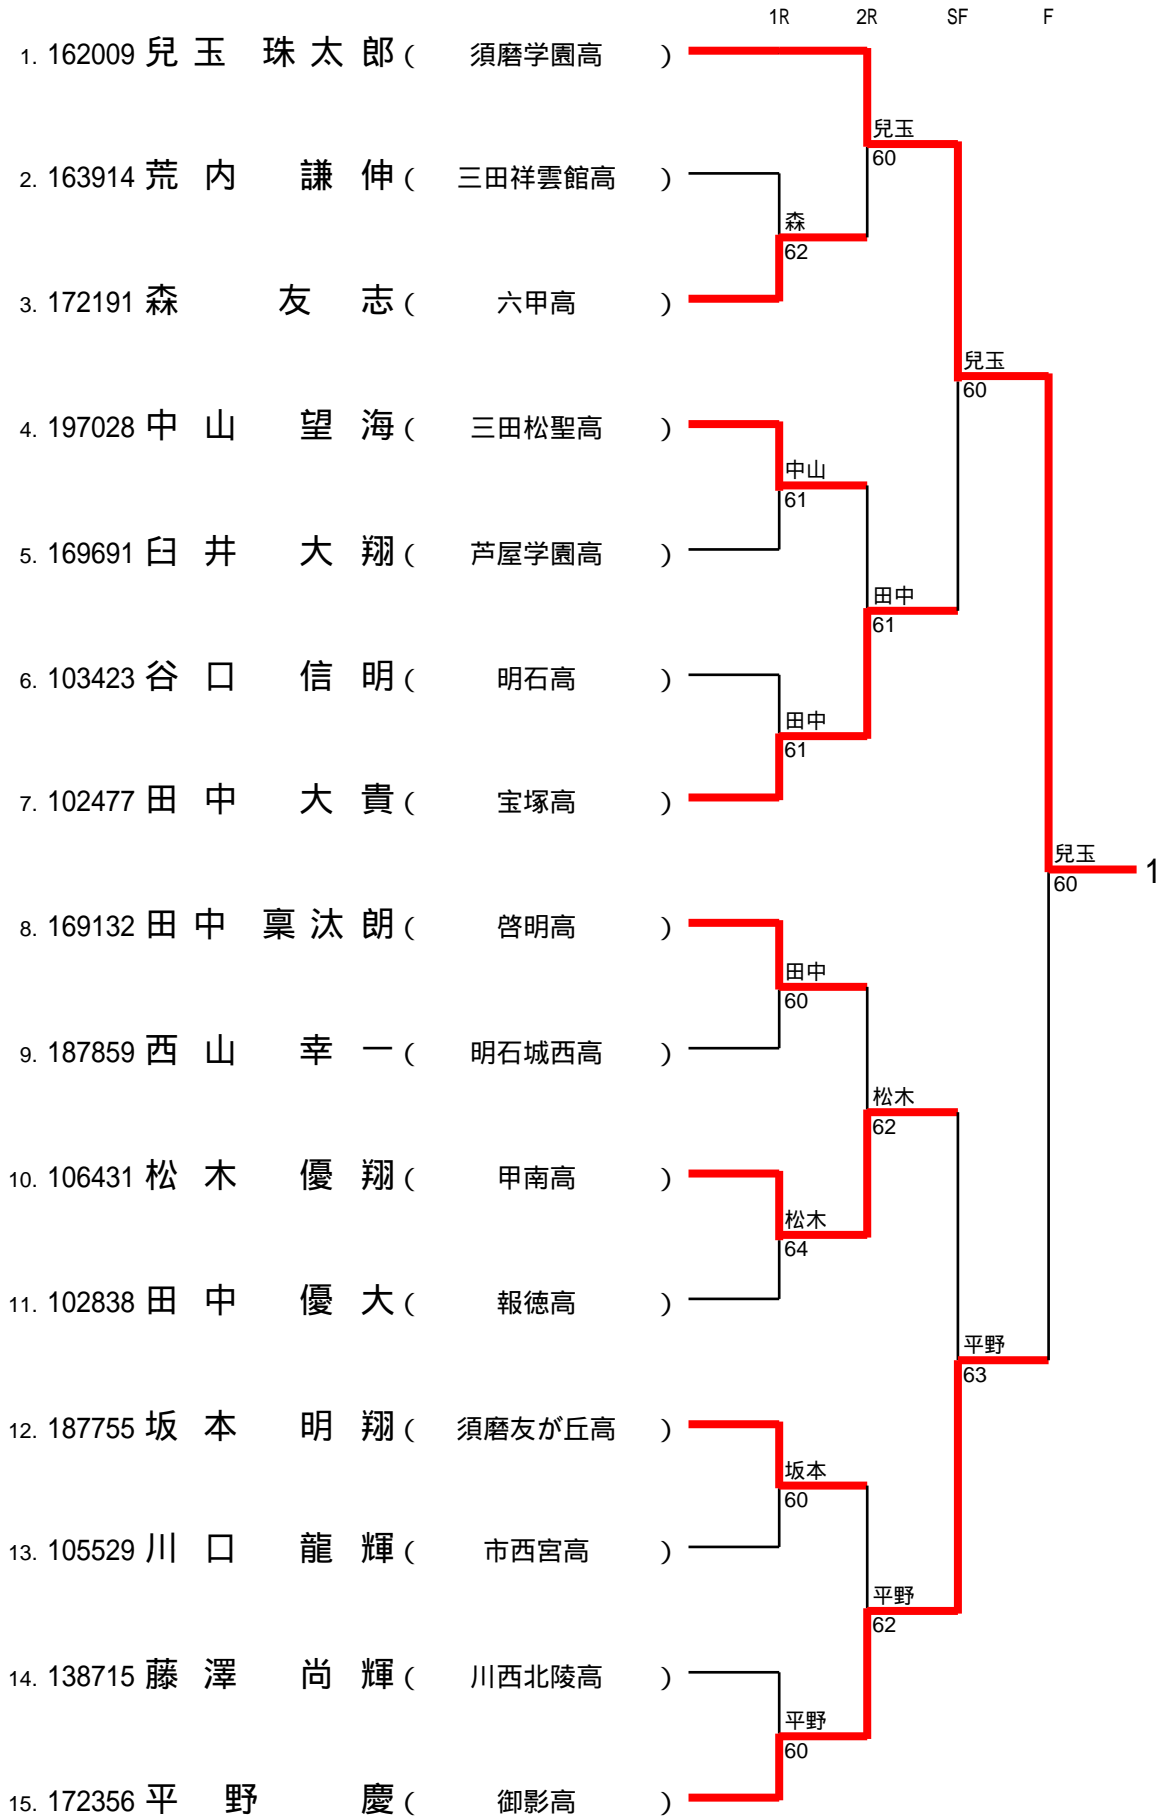 1R 2R SF F
1. 162009 兒玉 珠太郎 ( 須磨学園高 )
兒玉
60
2. 163914 荒内 謙伸 ( 三田祥雲館高 )
森
62
3. 172191 森 友志 ( 六甲高 )
兒玉
60
4. 197028 中山 望海 ( 三田松聖高 )
中山
61
5. 169691 臼井 大翔 ( 芦屋学園高 )
田中
61
6. 103423 谷口 信明 ( 明石高 )
田中
61
7. 102477 田中 大貴 ( 宝塚高 )
兒玉
60
1
8. 169132 田中 稟汰朗 ( 啓明高 )
田中
60
9. 187859 西山 幸一 ( 明石城西高 )
松木
62
10. 106431 松木 優翔 ( 甲南高 )
松木
64
11. 102838 田中 優大 ( 報徳高 )
平野
63
12. 187755 坂本 明翔 ( 須磨友が丘高 )
坂本
60
13. 105529 川口 龍輝 ( 市西宮高 )
平野
62
14. 138715 藤澤 尚輝 ( 川西北陵高 )
平野
60
15. 172356 平野 慶 ( 御影高 )